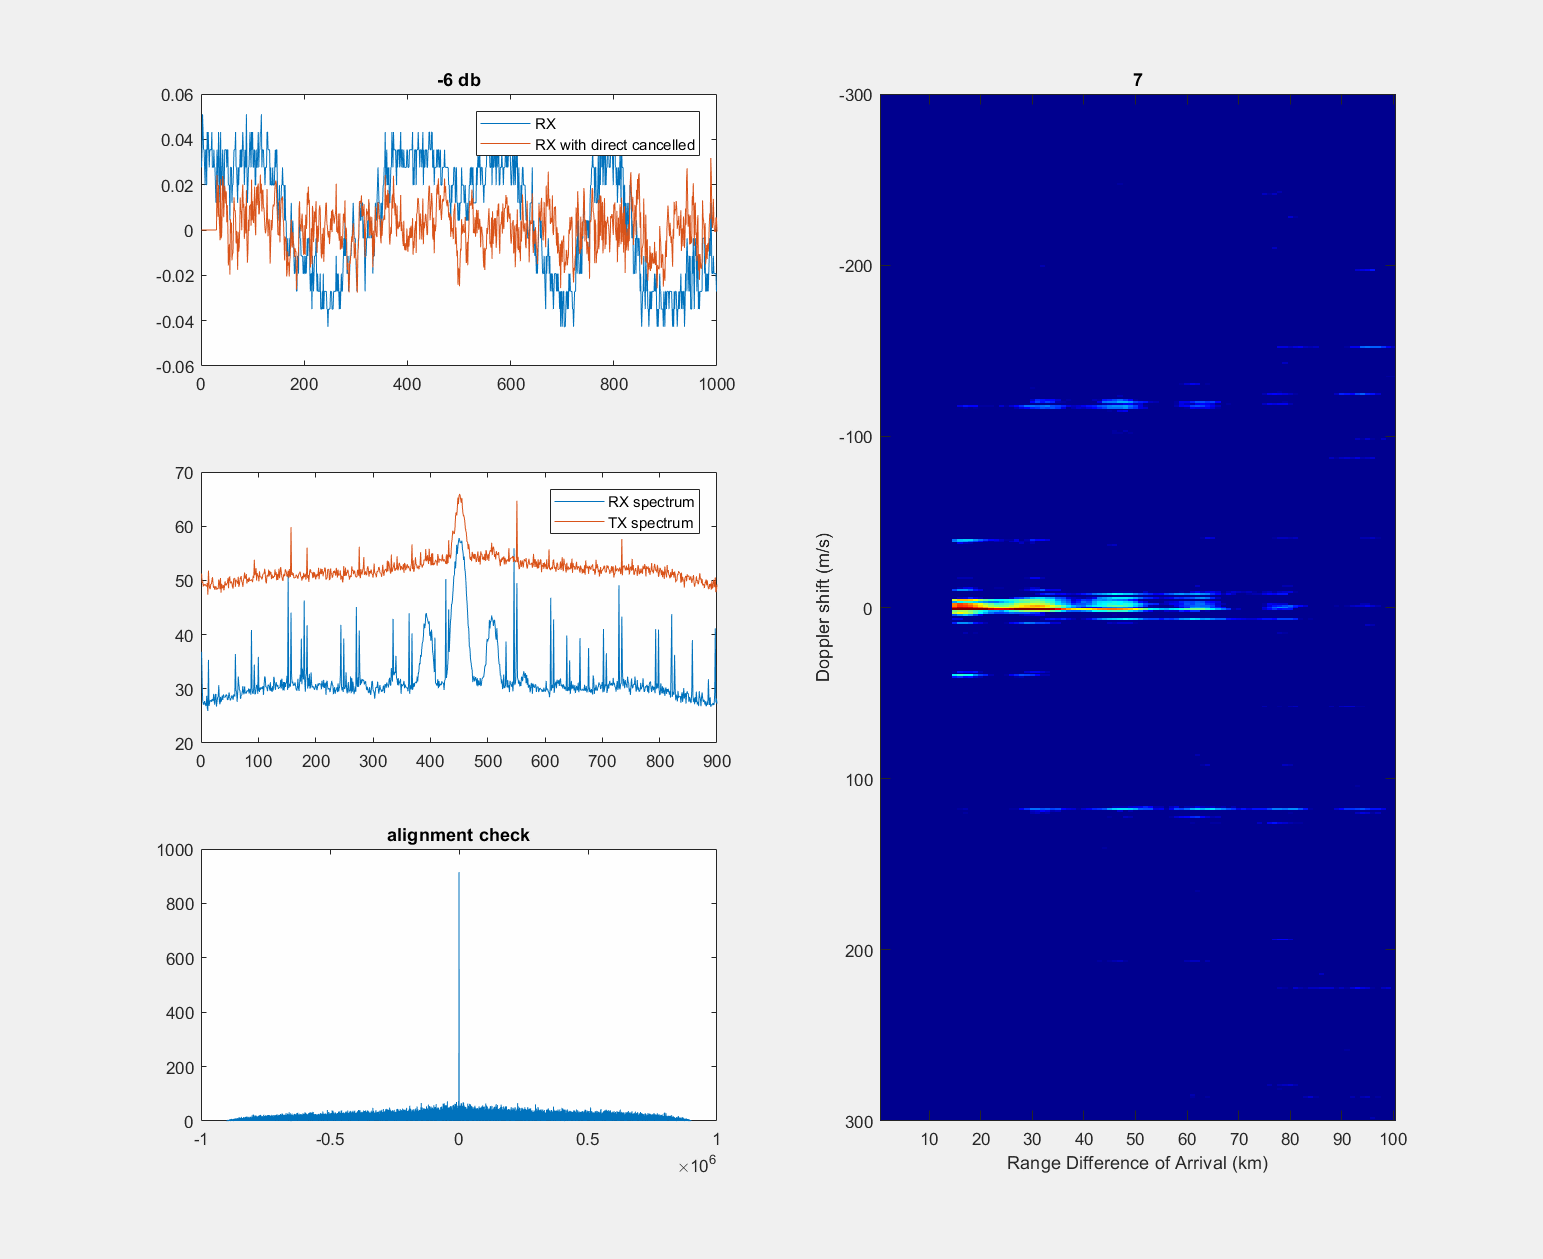 -6 db
0.06
0.04
0.02
0
-0.02
-0.04
-0.06
0 200 400 600 800 1000
RX
RX with direct cancelled
70
60
50
40
30
20
0 100 200 300 400 500 600 700 800 900
RX spectrum
TX spectrum
alignment check
1000
800
600
400
200
0
-1 -0.5 0 0.5 1
×10⁶
7
-300
-200
-100
0
100
200
300
Doppler shift (m/s)
10 20 30 40 50 60 70 80 90 100
Range Difference of Arrival (km)